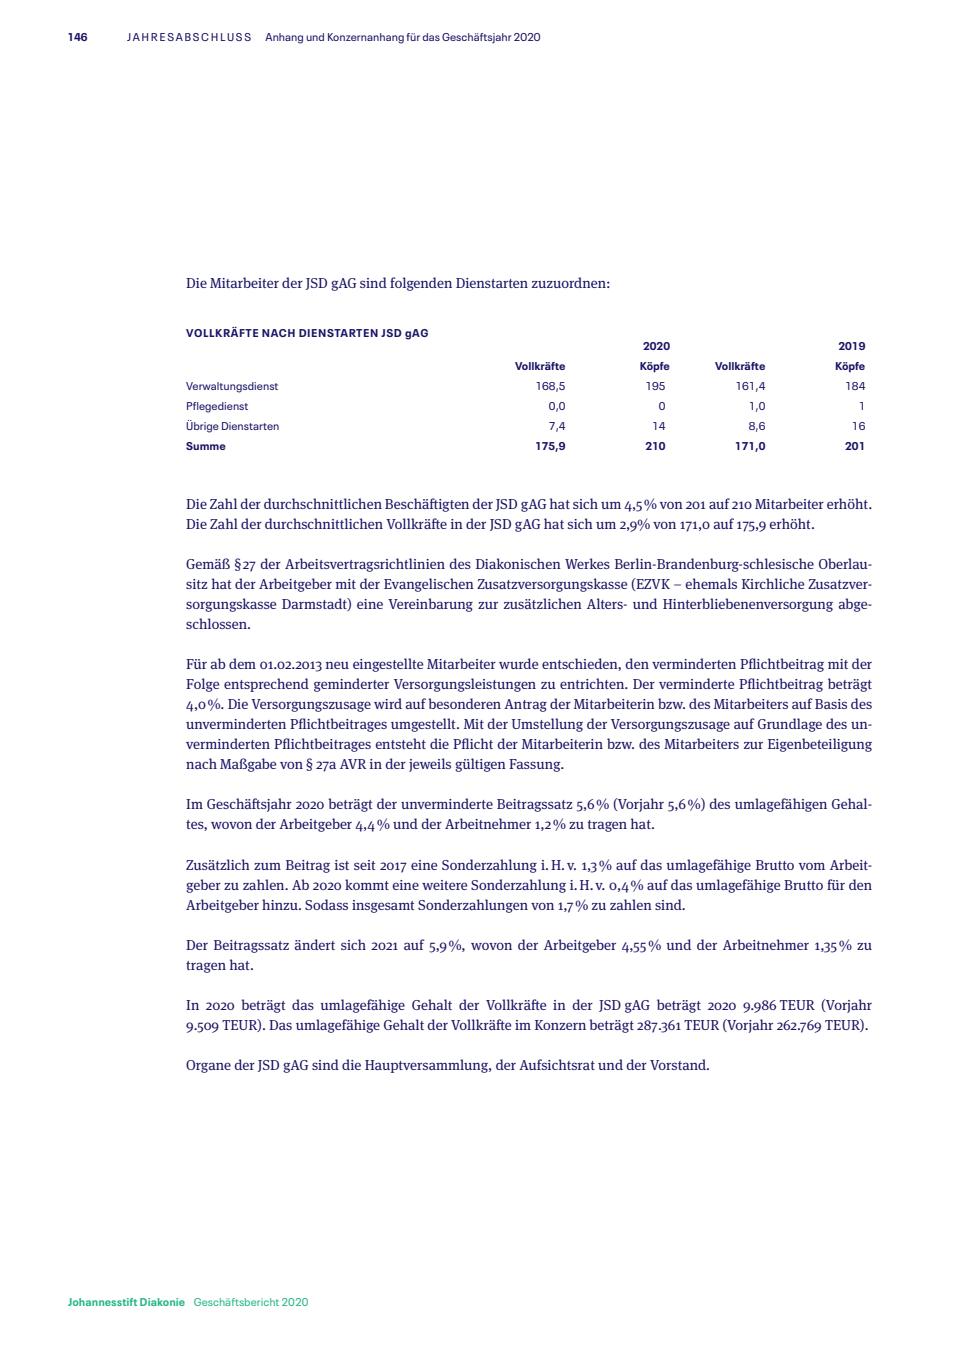 146 JAHRESABSCHLUSS Anhang und Konzernanhang für das Geschäftsjahr 2020
Die Mitarbeiter der JSD gAG sind folgenden Dienstarten zuzuordnen:
VOLLKRÄFTE NACH DIENSTARTEN JSD gAG
2020 2019
Vollkräfte Köpfe Vollkräfte Köpfe
Verwaltungsdienst 168,5 195 161,4 184
Pflegedienst 0,0 0 1,0 1
Übrige Dienstarten 7,4 14 8,6 16
Summe 175,9 210 171,0 201
Die Zahl der durchschnittlichen Beschäftigten der JSD gAG hat sich um 4,5 % von 201 auf 210 Mitarbeiter erhöht.
Die Zahl der durchschnittlichen Vollkräfte in der JSD gAG hat sich um 2,9% von 171,0 auf 175,9 erhöht.
Gemäß § 27 der Arbeitsvertragsrichtlinien des Diakonischen Werkes Berlin-Brandenburg-schlesische Oberlau-
sitz hat der Arbeitgeber mit der Evangelischen Zusatzversorgungskasse (EZVK – ehemals Kirchliche Zusatzver-
sorgungskasse Darmstadt) eine Vereinbarung zur zusätzlichen Alters- und Hinterbliebenenversorgung abge-
schlossen.
Für ab dem 01.02.2013 neu eingestellte Mitarbeiter wurde entschieden, den verminderten Pflichtbeitrag mit der
Folge entsprechend geminderter Versorgungsleistungen zu entrichten. Der verminderte Pflichtbeitrag beträgt
4,0 %. Die Versorgungszusage wird auf besonderen Antrag der Mitarbeiterin bzw. des Mitarbeiters auf Basis des
unverminderten Pflichtbeitrages umgestellt. Mit der Umstellung der Versorgungszusage auf Grundlage des un-
verminderten Pflichtbeitrages entsteht die Pflicht der Mitarbeiterin bzw. des Mitarbeiters zur Eigenbeteiligung
nach Maßgabe von § 27a AVR in der jeweils gültigen Fassung.
Im Geschäftsjahr 2020 beträgt der unverminderte Beitragssatz 5,6 % (Vorjahr 5,6 %) des umlagefähigen Gehal-
tes, wovon der Arbeitgeber 4,4 % und der Arbeitnehmer 1,2 % zu tragen hat.
Zusätzlich zum Beitrag ist seit 2017 eine Sonderzahlung i. H. v. 1,3 % auf das umlagefähige Brutto vom Arbeit-
geber zu zahlen. Ab 2020 kommt eine weitere Sonderzahlung i. H. v. 0,4 % auf das umlagefähige Brutto für den
Arbeitgeber hinzu. Sodass insgesamt Sonderzahlungen von 1,7 % zu zahlen sind.
Der Beitragssatz ändert sich 2021 auf 5,9 %, wovon der Arbeitgeber 4,55 % und der Arbeitnehmer 1,35 % zu
tragen hat.
In 2020 beträgt das umlagefähige Gehalt der Vollkräfte in der JSD gAG beträgt 2020 9.986 TEUR (Vorjahr
9.509 TEUR). Das umlagefähige Gehalt der Vollkräfte im Konzern beträgt 287.361 TEUR (Vorjahr 262.769 TEUR).
Organe der JSD gAG sind die Hauptversammlung, der Aufsichtsrat und der Vorstand.
Johannesstift Diakonie Geschäftsbericht 2020